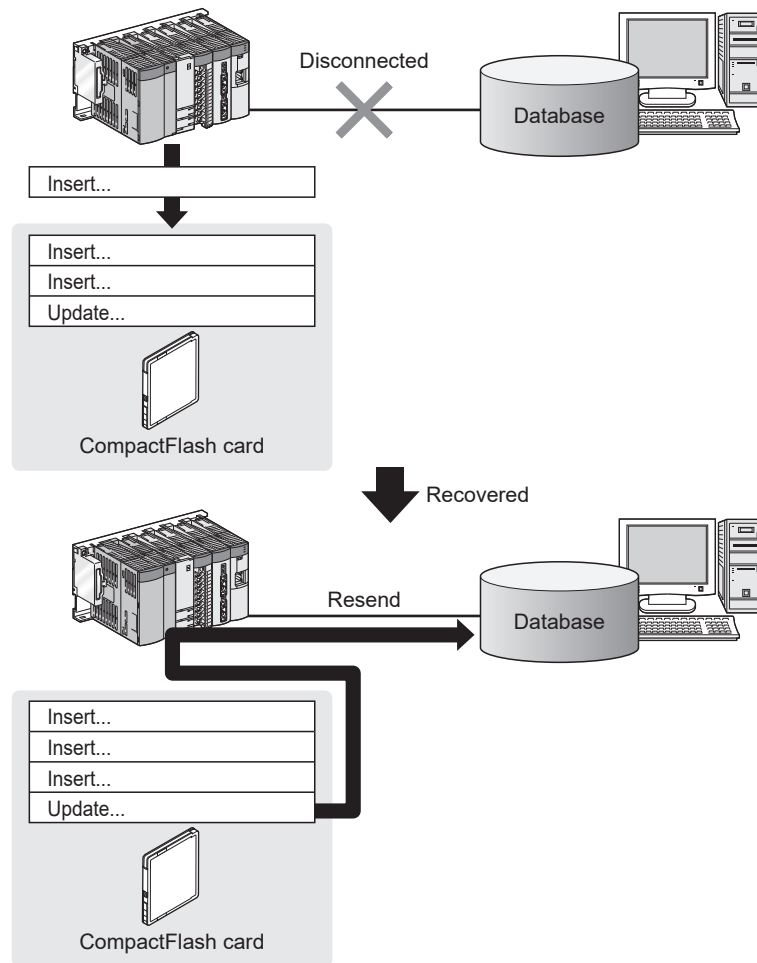 Disconnected
Database
Insert...
Insert...
Insert...
Update...
CompactFlash card
Recovered
Resend
Database
Insert...
Insert...
Insert...
Update...
CompactFlash card